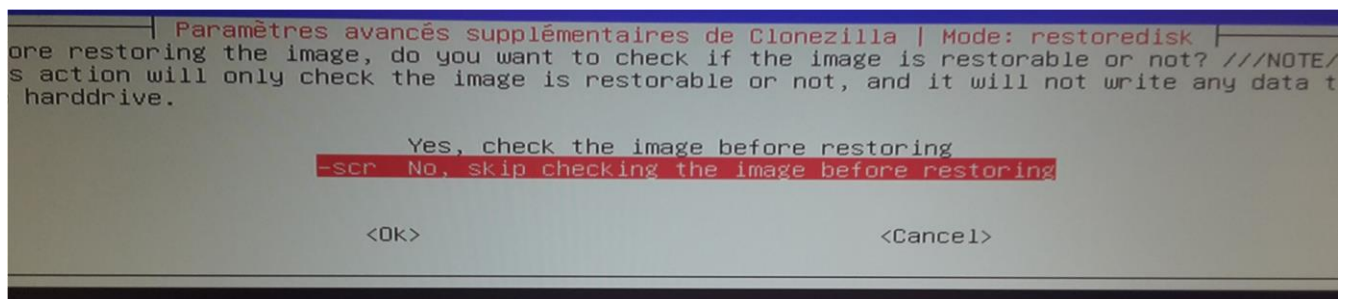 Paramètres avancés supplémentaires de Clonezilla | Mode: restoredisk
ore restoring the image, do you want to check if the image is restorable or not? ///NOTE/
s action will only check the image is restorable or not, and it will not write any data t
harddrive.
Yes, check the image before restoring
-scr No, skip checking the image before restoring
<Ok> <Cancel>